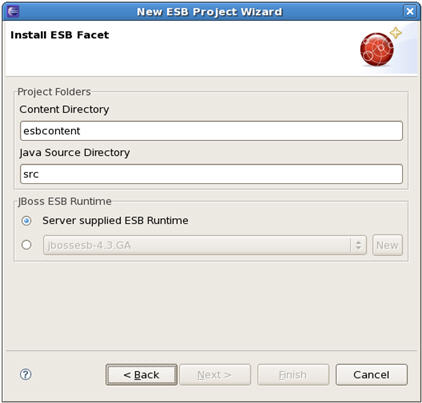 New ESB Project Wizard
Install ESB Facet
Project Folders
Content Directory
esbcontent
Java Source Directory
src
JBoss ESB Runtime
Server supplied ESB Runtime
jbossesb-4.3.GA
New
?
< Back
Next >
Finish
Cancel